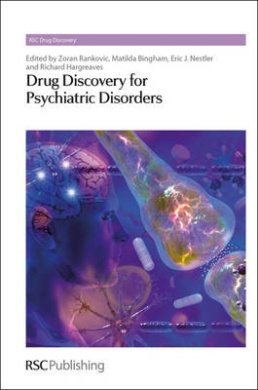 RSC Drug Discovery
Edited by Zoran Rankovic, Matilda Bingham, Eric J. Nestler
and Richard Hargreaves
Drug Discovery for
Psychiatric Disorders
RSCPublishing